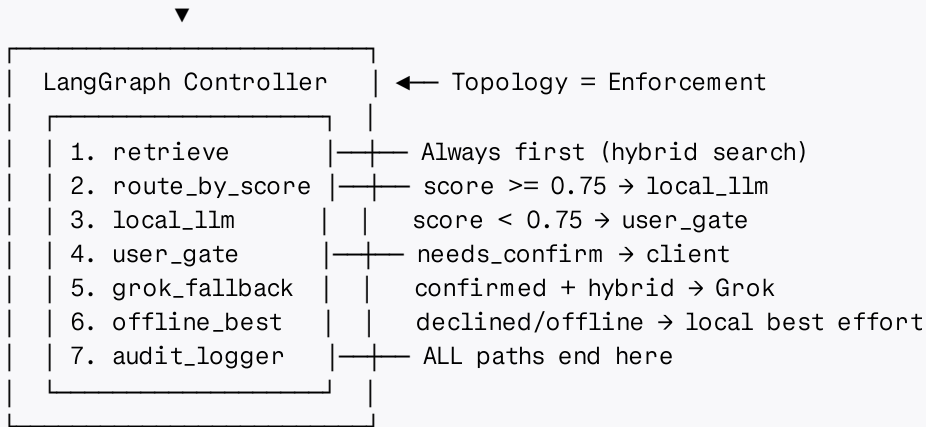 LangGraph Controller ◄── Topology = Enforcement
1. retrieve Always first (hybrid search)
2. route_by_score score >= 0.75 → local_llm
3. local_llm score < 0.75 → user_gate
4. user_gate needs_confirm → client
5. grok_fallback confirmed + hybrid → Grok
6. offline_best declined/offline → local best effort
7. audit_logger ALL paths end here